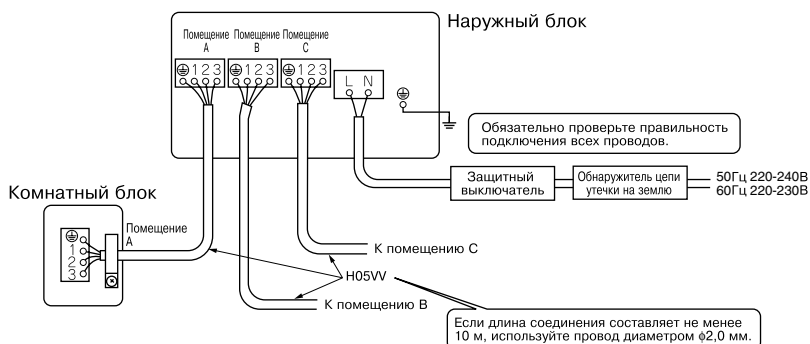 Наружный блок
Помещение Помещение Помещение
A B C
1 2 3 1 2 3 1 2 3
L N
Обязательно проверьте правильность
подключения всех проводов.
Защитный
выключатель
Обнаружитель цепи
утечки на землю
50Гц 220-240В
60Гц 220-230В
Комнатный блок
Помещение
A
1
2
3
К помещению С
H05VV
К помещению В
Если длина соединения составляет не менее
10 м, используйте провод диаметром ϕ2,0 мм.